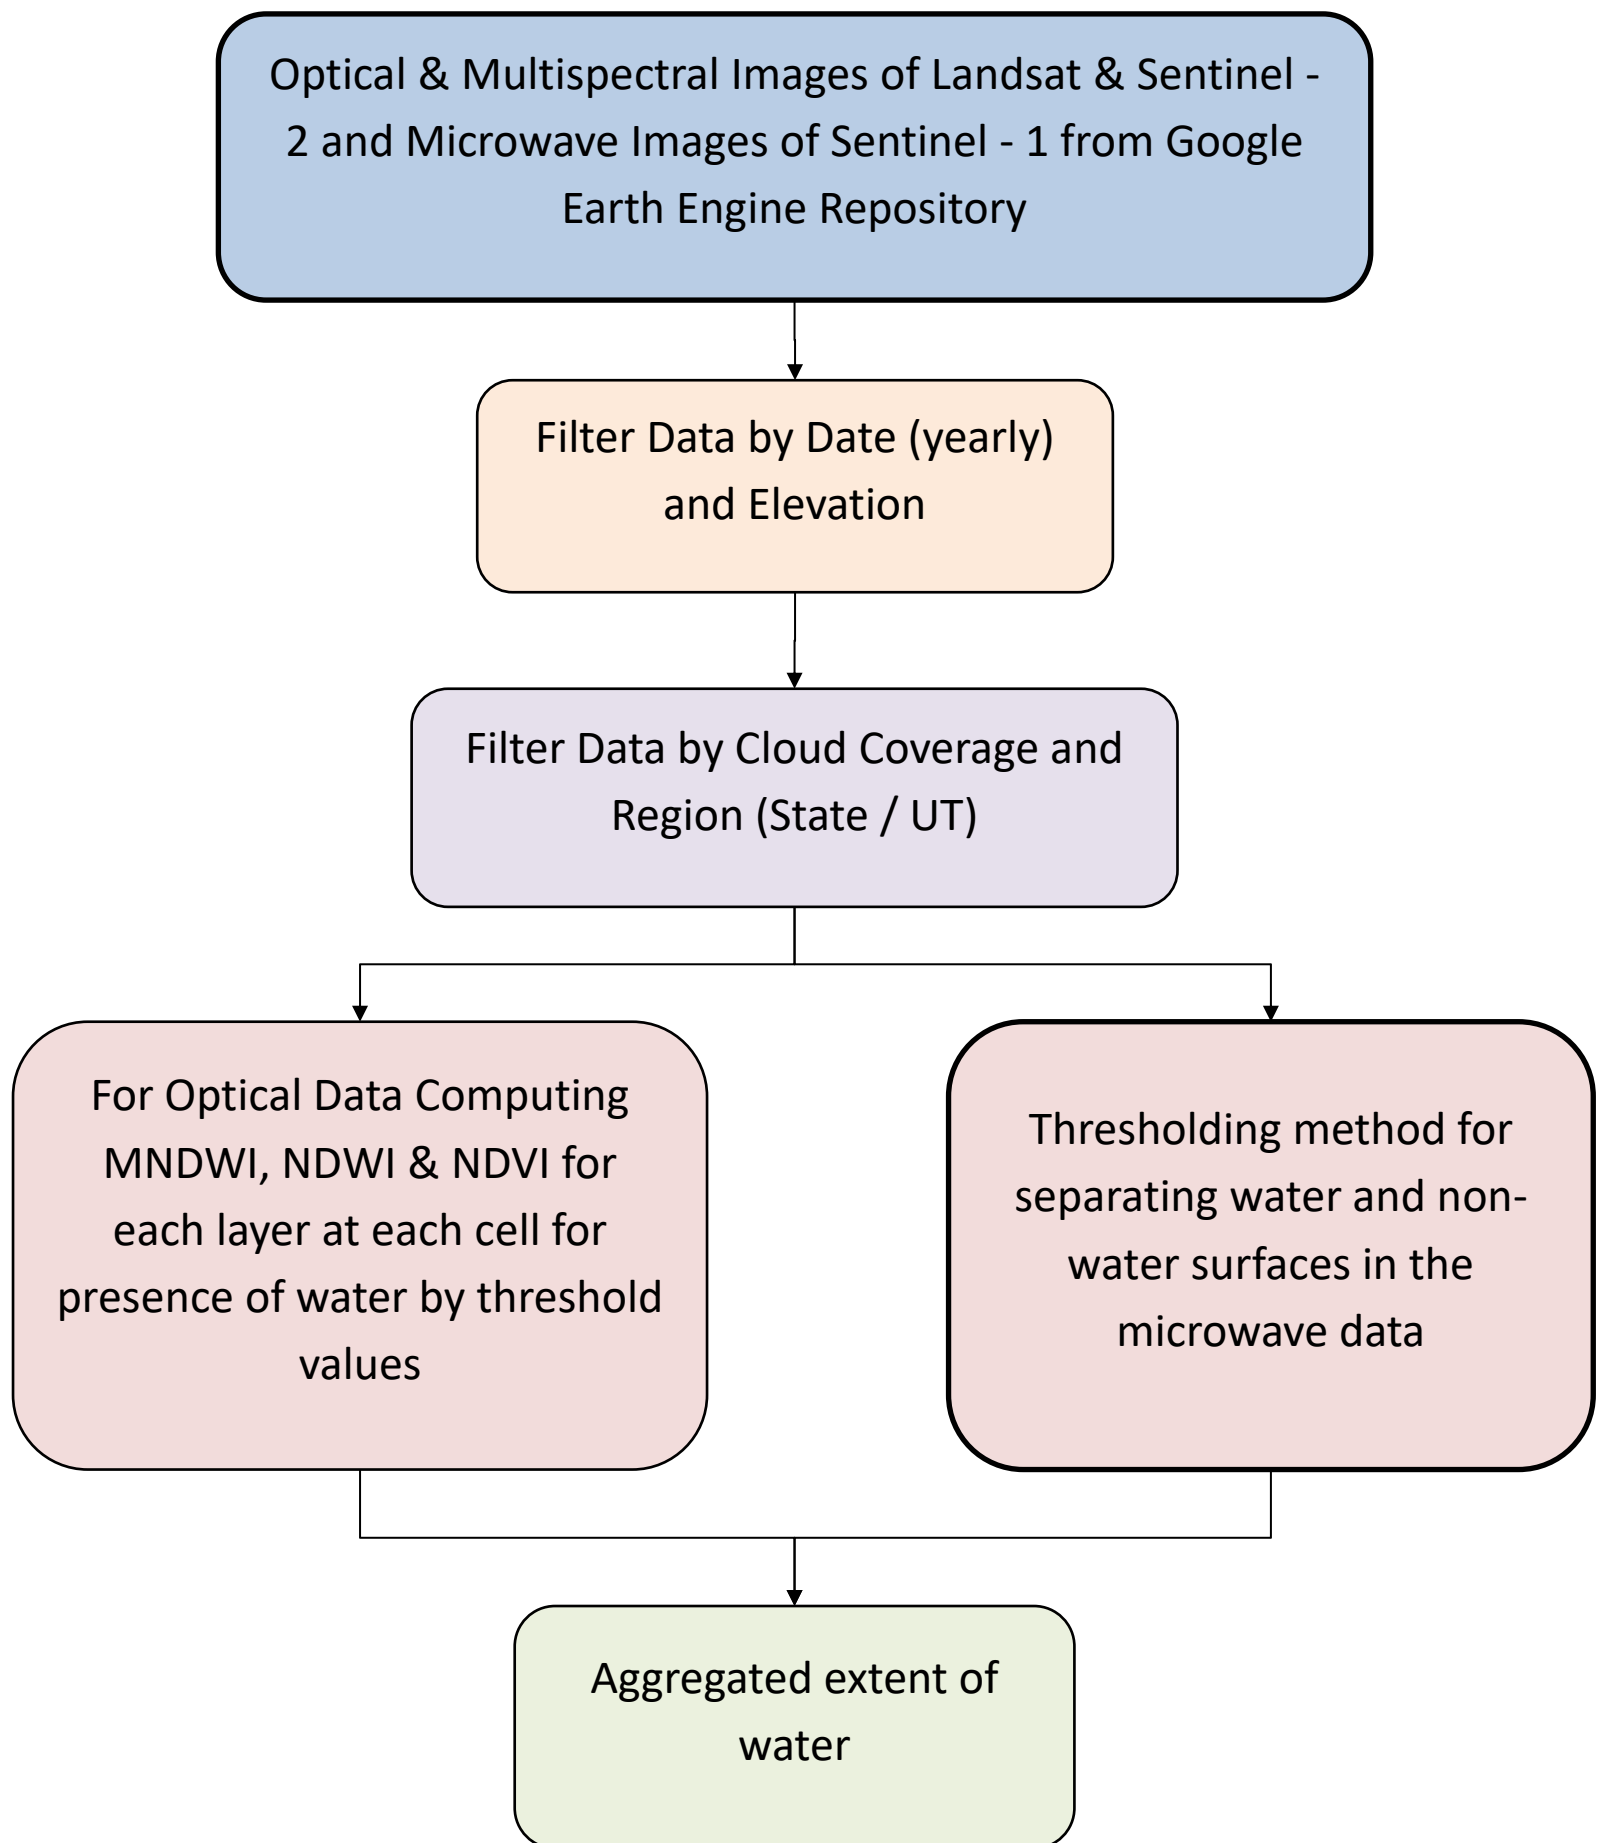 Optical & Multispectral Images of Landsat & Sentinel -
2 and Microwave Images of Sentinel - 1 from Google
Earth Engine Repository
Filter Data by Date (yearly)
and Elevation
Filter Data by Cloud Coverage and
Region (State / UT)
For Optical Data Computing
MNDWI, NDWI & NDVI for
each layer at each cell for
presence of water by threshold
values
Thresholding method for
separating water and non-
water surfaces in the
microwave data
Aggregated extent of
water